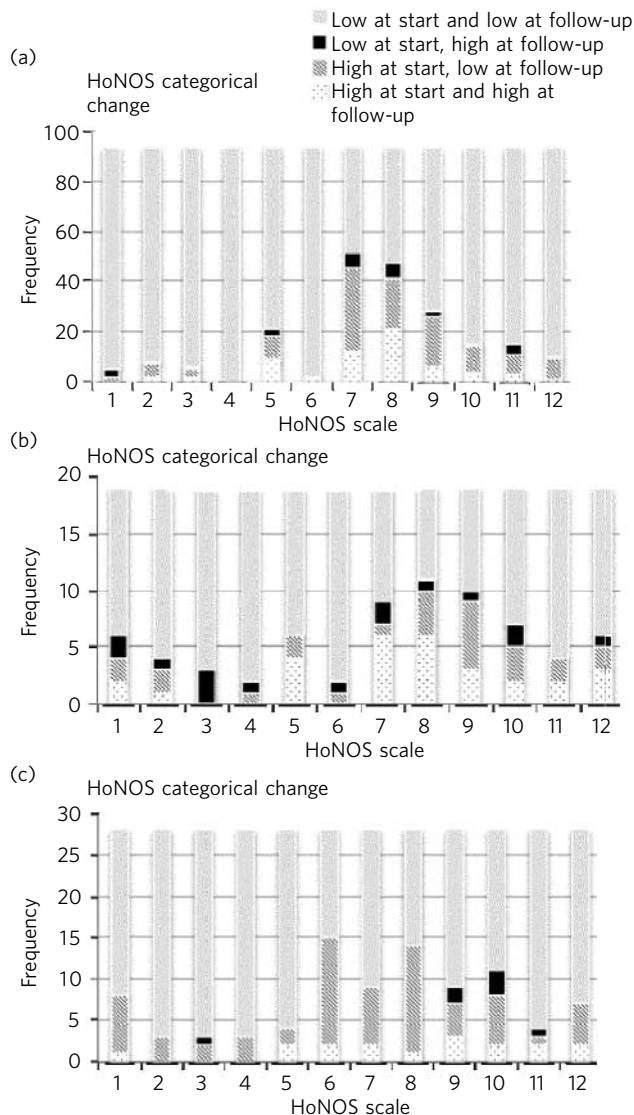 Low at start and low at follow-up
Low at start, high at follow-up
High at start, low at follow-up
High at start and high at
follow-up
(a)
HoNOS categorical
change
100
80
60
40
20
0
Frequency
1 2 3 4 5 6 7 8 9 10 11 12
HoNOS scale
(b)
HoNOS categorical change
20
15
10
5
0
Frequency
1 2 3 4 5 6 7 8 9 10 11 12
HoNOS scale
(c)
HoNOS categorical change
30
25
20
15
10
5
0
Frequency
1 2 3 4 5 6 7 8 9 10 11 12
HoNOS scale